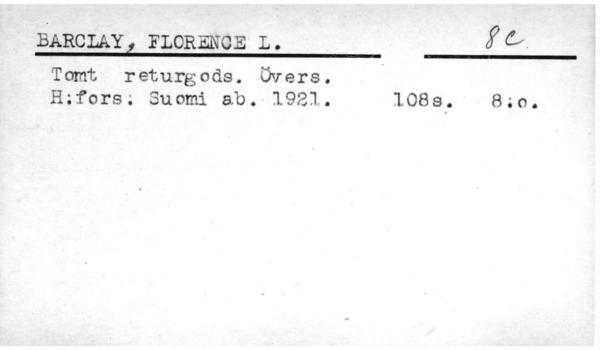 BARCLAY, FLORENCE L. 8c
Tomt returgods. Övers.
H:fors: Suomi ab. 1921. 108s. 8:o.